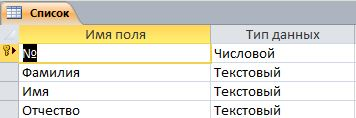 Список
Имя поля Тип данных
№ Числовой
Фамилия Текстовый
Имя Текстовый
Отчество Текстовый